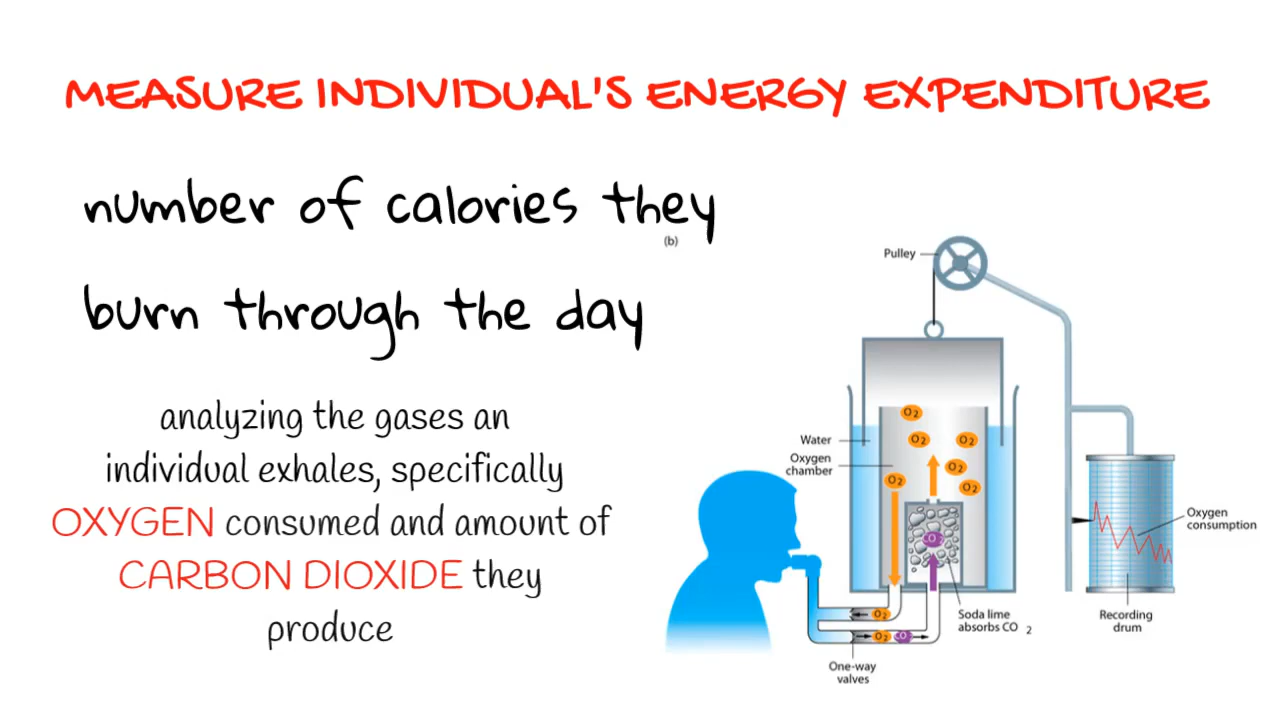 MEASURE INDIVIDUAL'S ENERGY EXPENDITURE
number of calories they
(b)
burn through the day
analyzing the gases an
individual exhales, specifically
OXYGEN consumed and amount of
CARBON DIOXIDE they
produce
Pulley
Water
Oxygen
chamber
O2
O2
O2
O2
O2
O2
CO
Oxygen
consumption
Soda lime
absorbs CO 2
O2
O2 CO
One-way
valves
Recording
drum